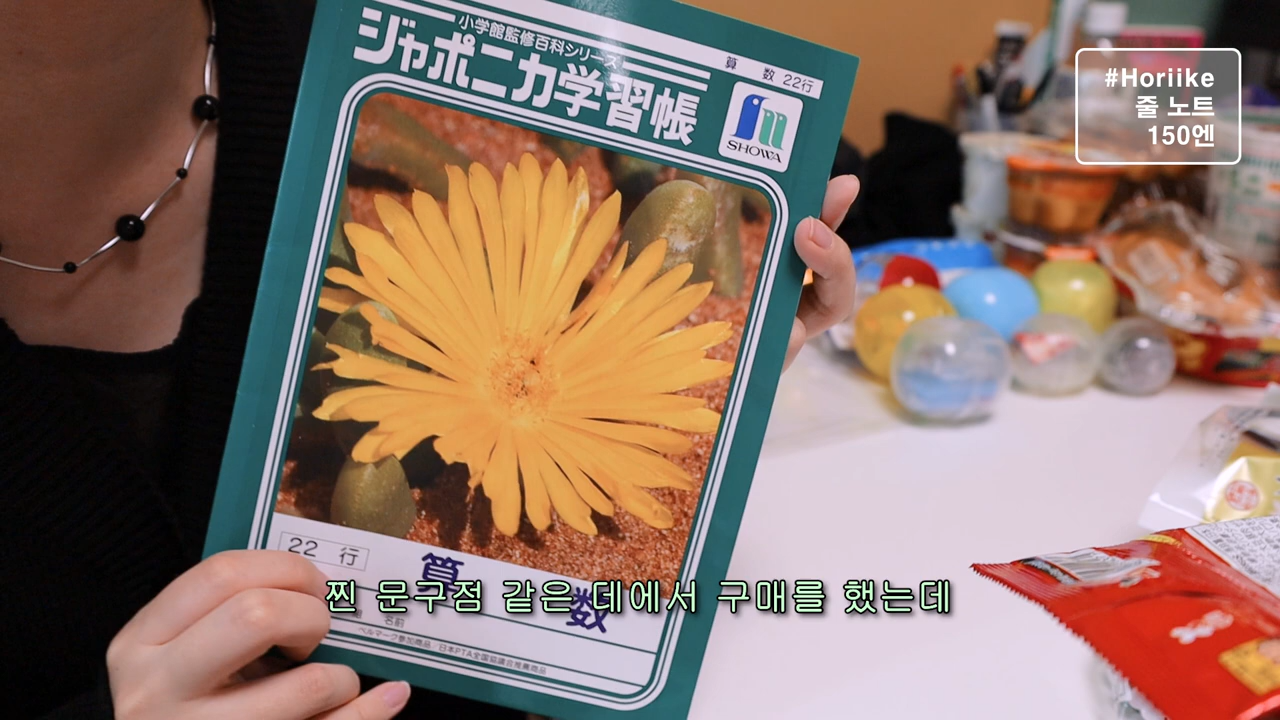 小学館監修百科シリーズ
ジャポニカ学習帳
算 数 22行
SHOWA
#Horiike
줄 노트
150엔
22 行
算数
찐 문구점 같은 데에서 구매를 했는데
名前
ベルマーク参加商品/日本PTA全国協議会推薦商品